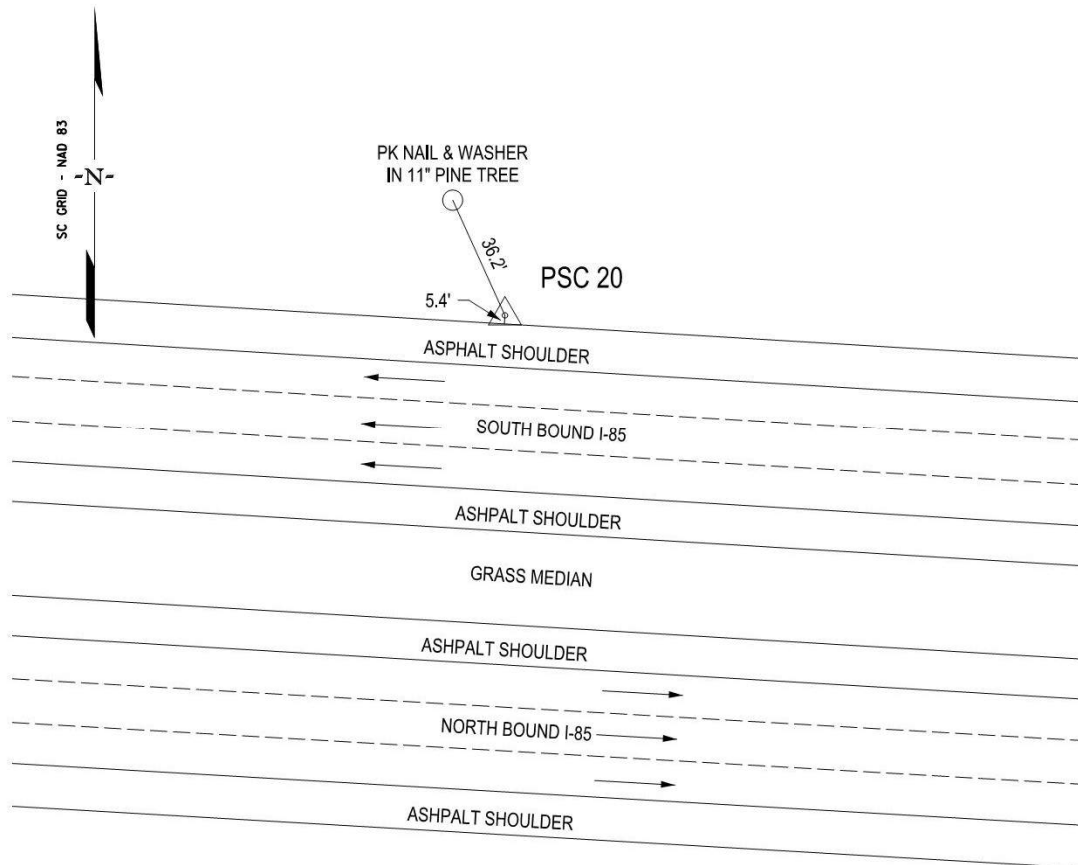 SC GRID - NAD 83
-N-
PK NAIL & WASHER
IN 11" PINE TREE
36.2'
PSC 20
5.4'
ASPHALT SHOULDER
SOUTH BOUND I-85
ASHPALT SHOULDER
GRASS MEDIAN
ASHPALT SHOULDER
NORTH BOUND I-85
ASHPALT SHOULDER